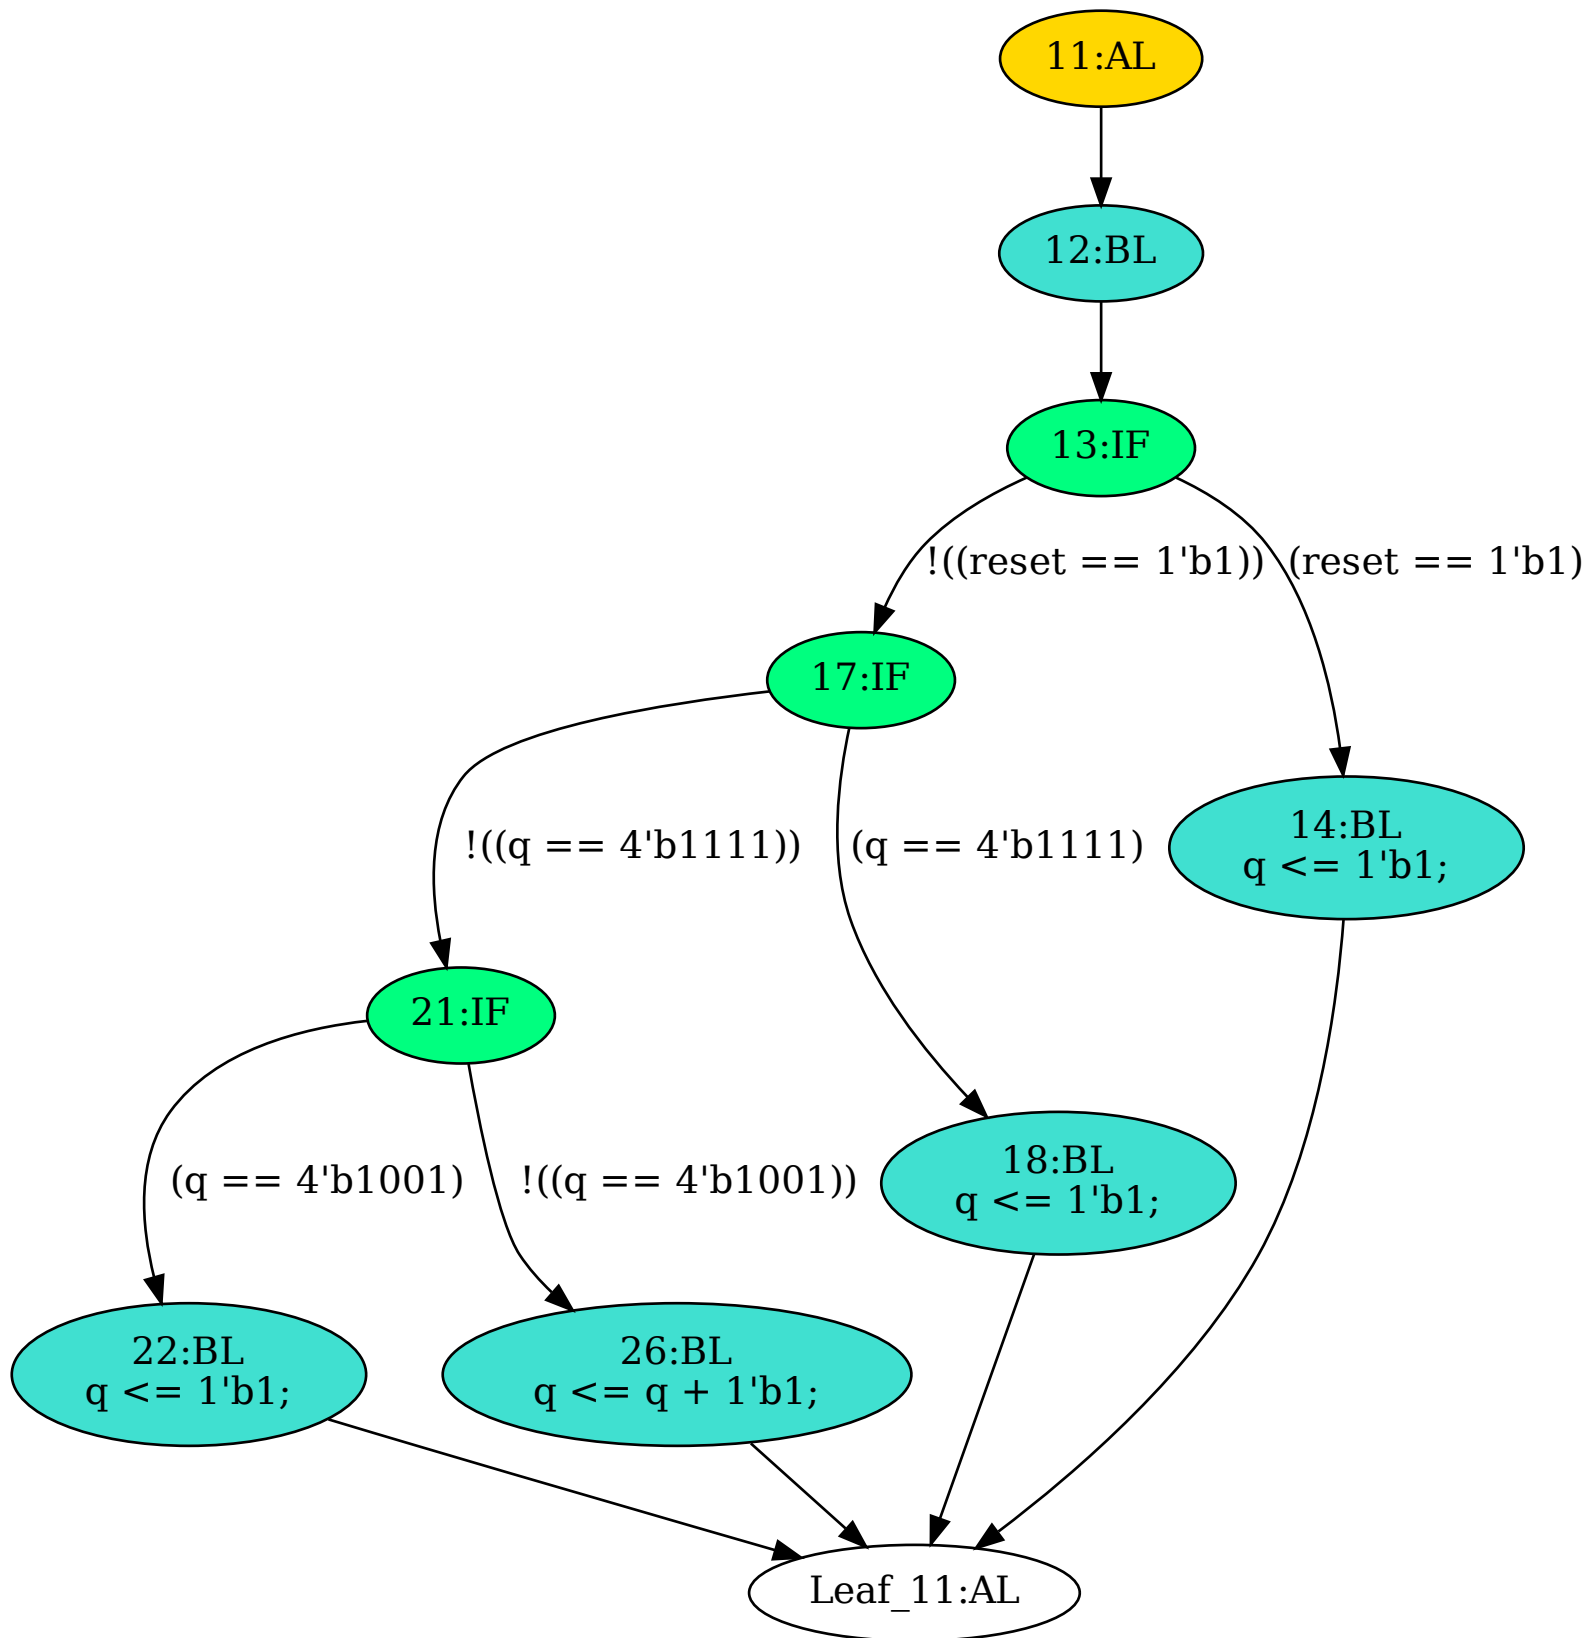 11:AL
12:BL
13:IF
!((reset == 1'b1))
(reset == 1'b1)
17:IF
!((q == 4'b1111))
(q == 4'b1111)
14:BL
q <= 1'b1;
21:IF
(q == 4'b1001)
!((q == 4'b1001))
18:BL
q <= 1'b1;
22:BL
q <= 1'b1;
26:BL
q <= q + 1'b1;
Leaf_11:AL